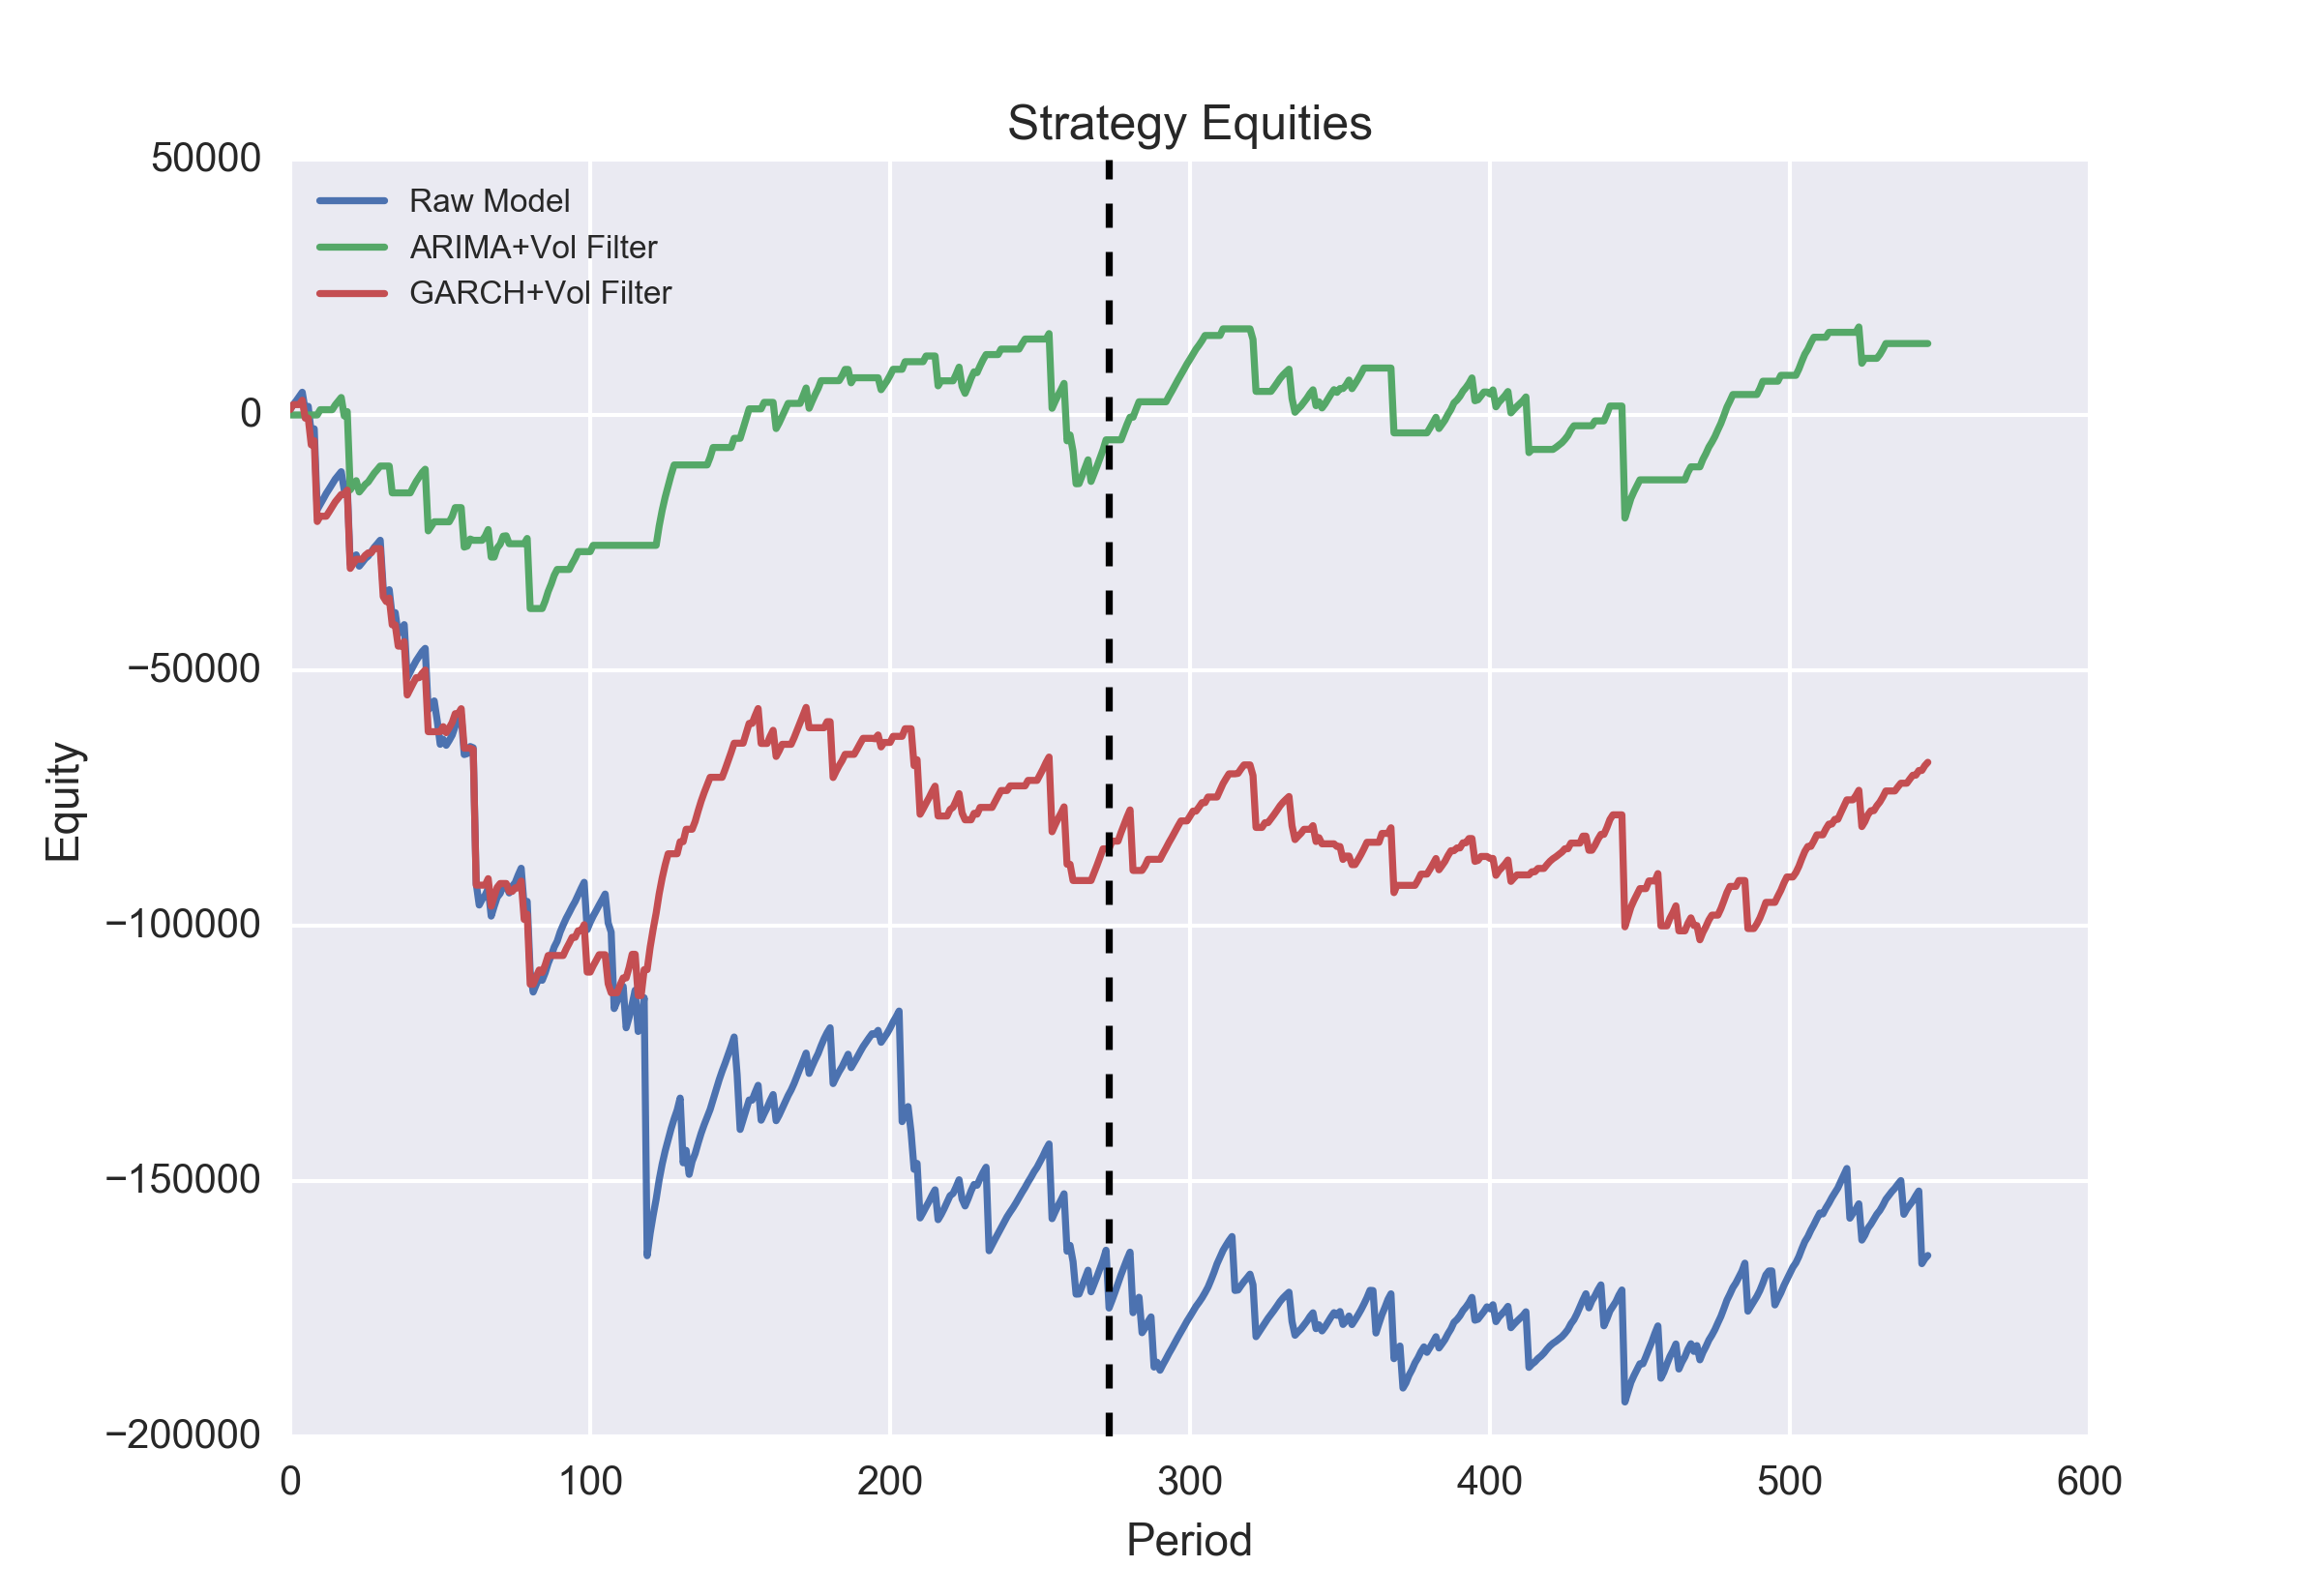 Strategy Equities
50000
0
−50000
−100000
−150000
−200000
Equity
Raw Model
ARIMA+Vol Filter
GARCH+Vol Filter
0 100 200 300 400 500 600
Period